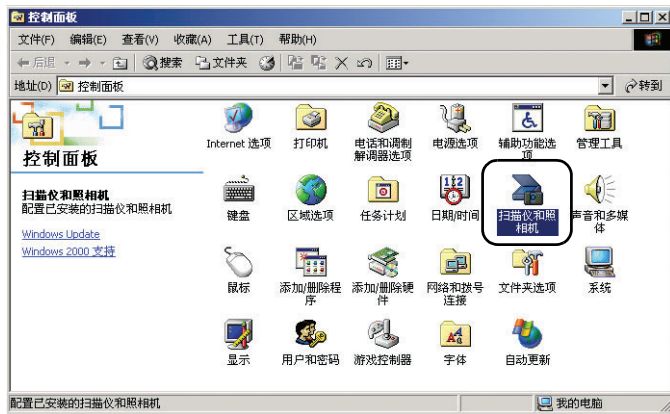 控制面板
文件(F) 编辑(E) 查看(V) 收藏(A) 工具(T) 帮助(H)
后退 搜索 文件夹
地址(D) 控制面板 转到
控制面板
扫描仪和照相机
配置已安装的扫描仪和照相机
Windows Update
Windows 2000 支持
Internet 选项 打印机 电话和调制 电源选项 辅助功能选 管理工具
解调器选项 项
键盘 区域选项 任务计划 日期/时间 扫描仪和照 声音和多媒
相机 体
鼠标 添加/删除程 添加/删除硬 网络和拨号 文件夹选项 系统
序 件 连接
显示 用户和密码 游戏控制器 字体 自动更新
配置已安装的扫描仪和照相机 我的电脑